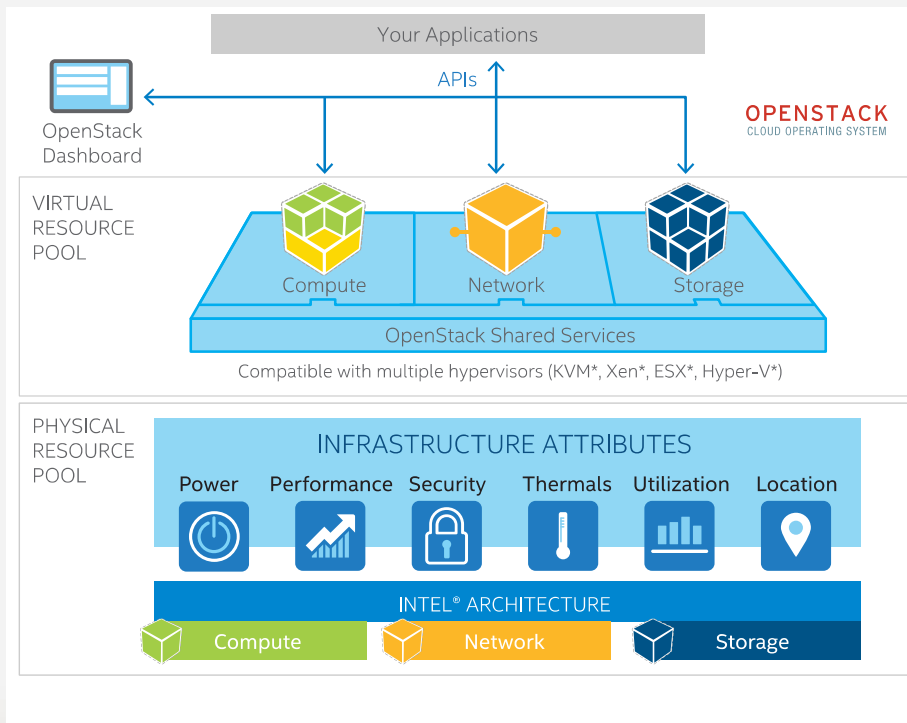 Your Applications
APIs
OpenStack
Dashboard
OPENSTACK
CLOUD OPERATING SYSTEM
VIRTUAL
RESOURCE
POOL
Compute
Network
Storage
OpenStack Shared Services
Compatible with multiple hypervisors (KVM*, Xen*, ESX*, Hyper-V*)
PHYSICAL
RESOURCE
POOL
INFRASTRUCTURE ATTRIBUTES
Power
Performance
Security
Thermals
Utilization
Location
INTEL® ARCHITECTURE
Compute
Network
Storage